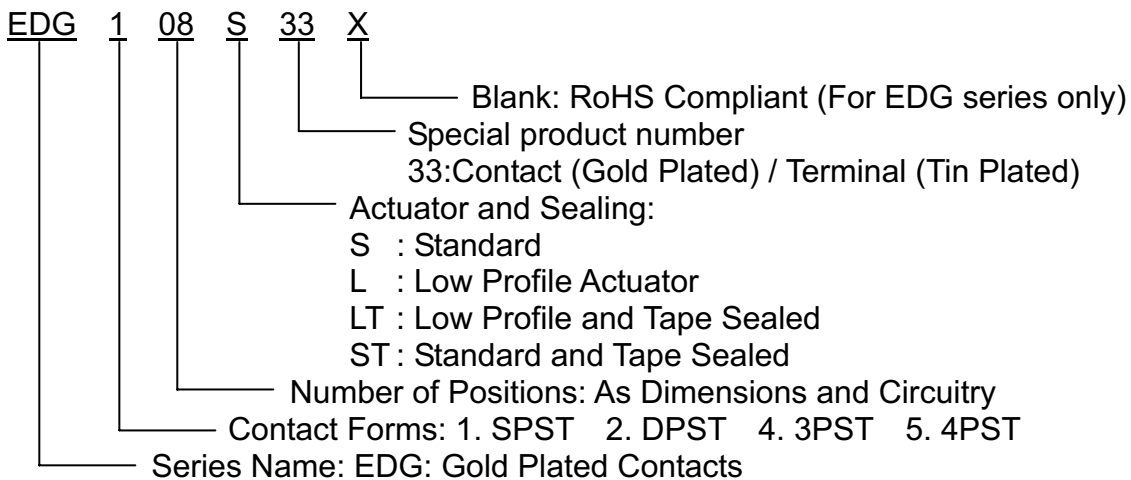 EDG 1 08 S 33 X
Blank: RoHS Compliant (For EDG series only)
Special product number
33:Contact (Gold Plated) / Terminal (Tin Plated)
Actuator and Sealing:
S : Standard
L : Low Profile Actuator
LT : Low Profile and Tape Sealed
ST : Standard and Tape Sealed
Number of Positions: As Dimensions and Circuitry
Contact Forms: 1. SPST 2. DPST 4. 3PST 5. 4PST
Series Name: EDG: Gold Plated Contacts